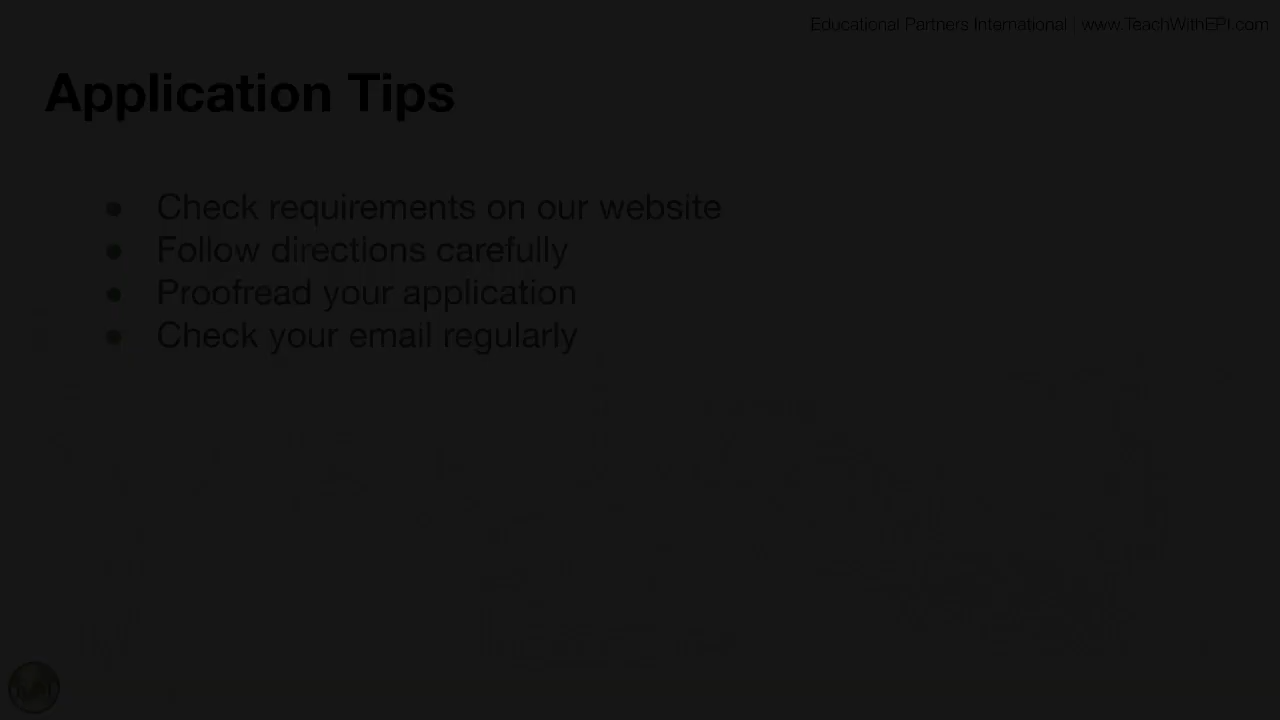 Educational Partners International | www.TeachWithEPI.com
Application Tips
● Check requirements on our website
● Follow directions carefully
● Proofread your application
● Check your email regularly